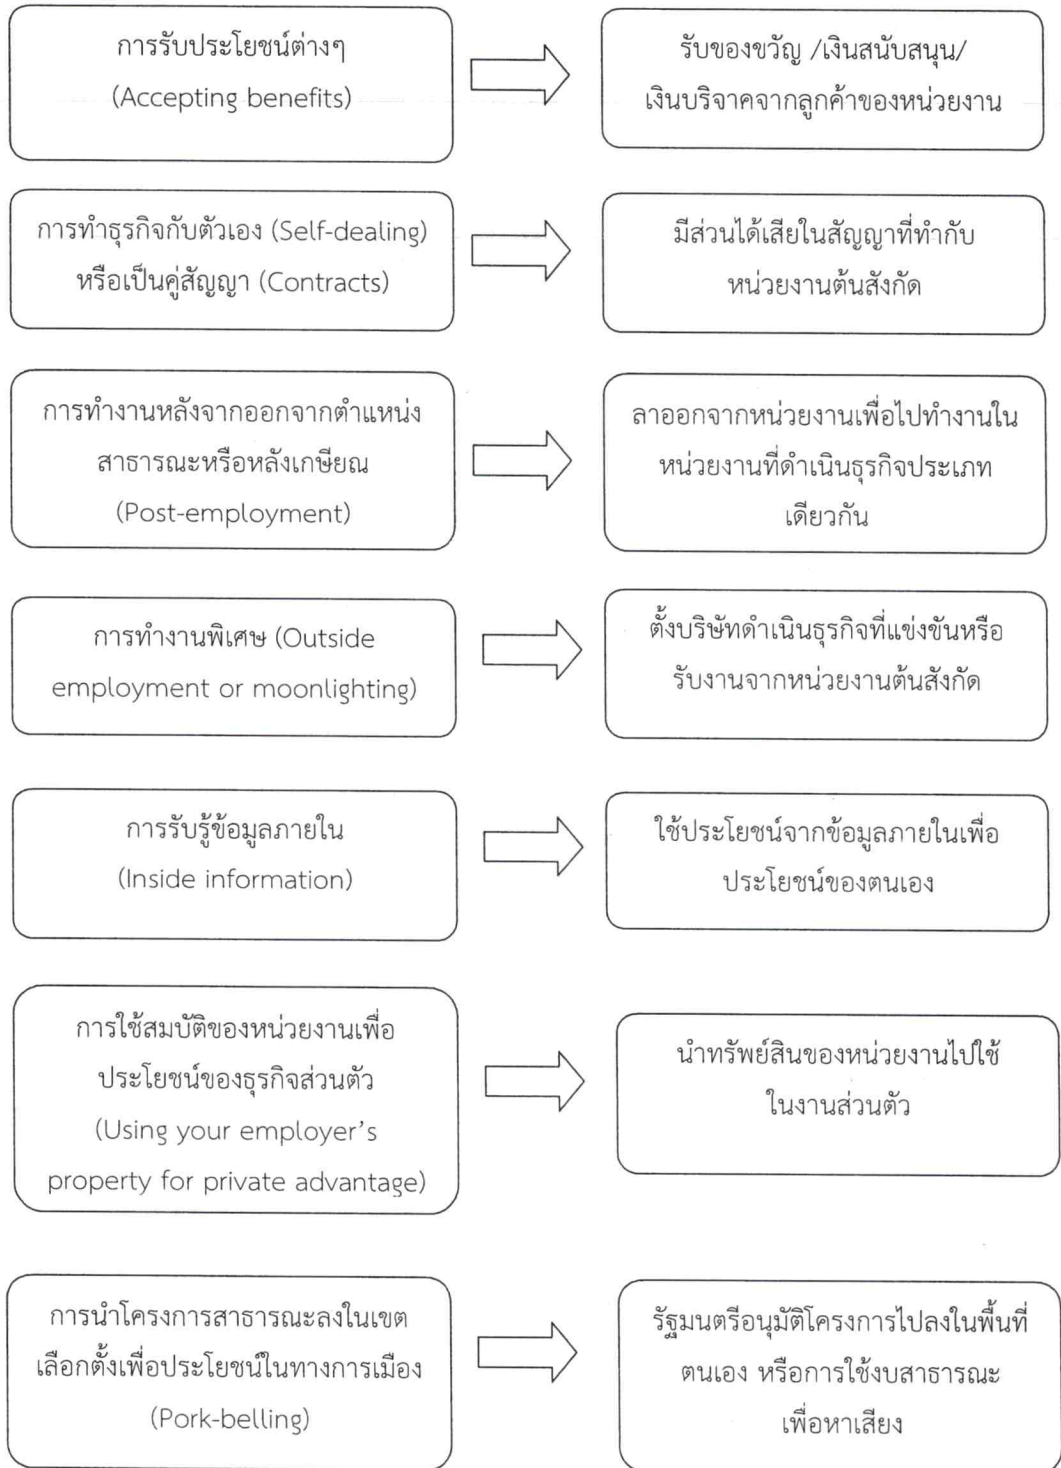 การรับประโยชน์ต่างๆ
(Accepting benefits)
รับของขวัญ /เงินสนับสนุน/
เงินบริจาคจากลูกค้าของหน่วยงาน
การทำธุรกิจกับตัวเอง (Self-dealing)
หรือเป็นคู่สัญญา (Contracts)
มีส่วนได้เสียในสัญญาที่ทำกับ
หน่วยงานต้นสังกัด
การทำงานหลังจากออกจากตำแหน่ง
สาธารณะหรือหลังเกษียณ
(Post-employment)
ลาออกจากหน่วยงานเพื่อไปทำงานใน
หน่วยงานที่ดำเนินธุรกิจประเภท
เดียวกัน
การทำงานพิเศษ (Outside
employment or moonlighting)
ตั้งบริษัทดำเนินธุรกิจที่แข่งขันหรือ
รับงานจากหน่วยงานต้นสังกัด
การรับรู้ข้อมูลภายใน
(Inside information)
ใช้ประโยชน์จากข้อมูลภายในเพื่อ
ประโยชน์ของตนเอง
การใช้สมบัติของหน่วยงานเพื่อ
ประโยชน์ของธุรกิจส่วนตัว
(Using your employer's
property for private advantage)
นำทรัพย์สินของหน่วยงานไปใช้
ในงานส่วนตัว
การนำโครงการสาธารณะลงในเขต
เลือกตั้งเพื่อประโยชน์ในทางการเมือง
(Pork-belling)
รัฐมนตรีอนุมัติโครงการไปลงในพื้นที่
ตนเอง หรือการใช้งบสาธารณะ
เพื่อหาเสียง